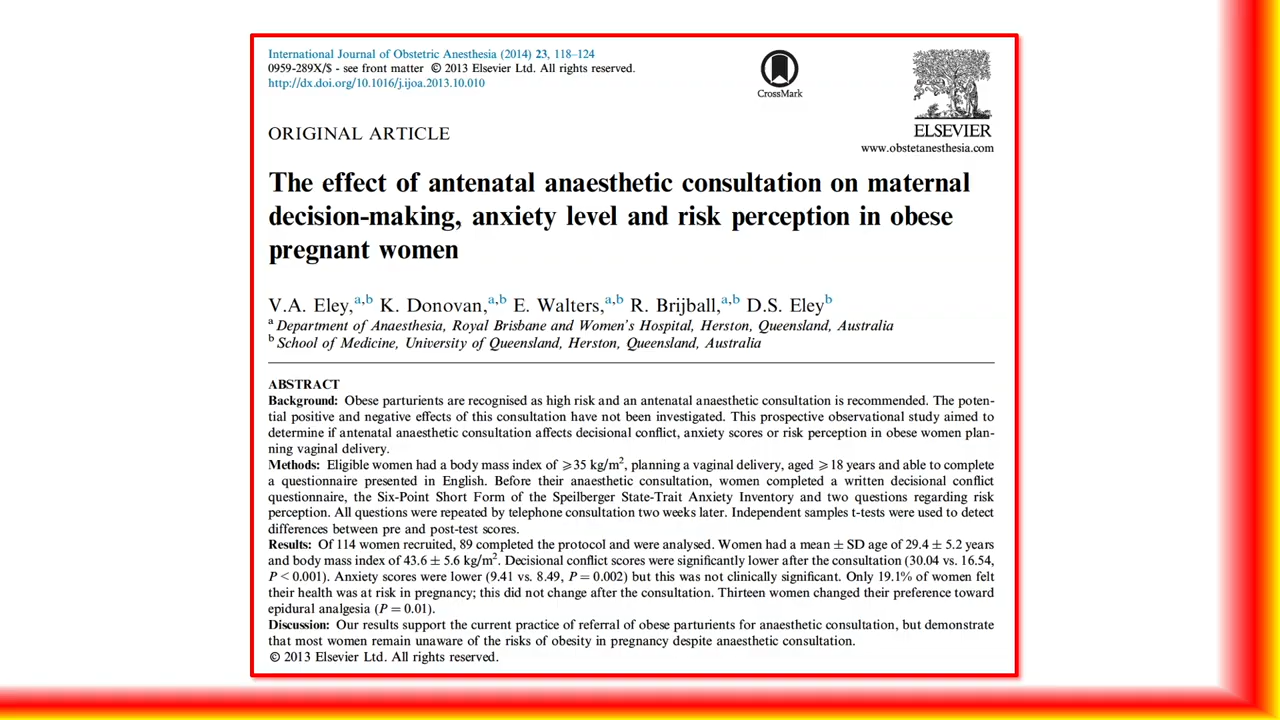 International Journal of Obstetric Anesthesia (2014) 23, 118–124
0959-289X/$ - see front matter © 2013 Elsevier Ltd. All rights reserved.
http://dx.doi.org/10.1016/j.ijoa.2013.10.010
CrossMark
ELSEVIER
www.obstetanesthesia.com
ORIGINAL ARTICLE
The effect of antenatal anaesthetic consultation on maternal
decision-making, anxiety level and risk perception in obese
pregnant women
V.A. Eley,a,b K. Donovan,a,b E. Walters,a,b R. Brijball,a,b D.S. Eleyb
a Department of Anaesthesia, Royal Brisbane and Women's Hospital, Herston, Queensland, Australia
b School of Medicine, University of Queensland, Herston, Queensland, Australia
ABSTRACT
Background: Obese parturients are recognised as high risk and an antenatal anaesthetic consultation is recommended. The poten-
tial positive and negative effects of this consultation have not been investigated. This prospective observational study aimed to
determine if antenatal anaesthetic consultation affects decisional conflict, anxiety scores or risk perception in obese women plan-
ning vaginal delivery.
Methods: Eligible women had a body mass index of ⩾35 kg/m2, planning a vaginal delivery, aged ⩾18 years and able to complete
a questionnaire presented in English. Before their anaesthetic consultation, women completed a written decisional conflict
questionnaire, the Six-Point Short Form of the Speilberger State-Trait Anxiety Inventory and two questions regarding risk
perception. All questions were repeated by telephone consultation two weeks later. Independent samples t-tests were used to detect
differences between pre and post-test scores.
Results: Of 114 women recruited, 89 completed the protocol and were analysed. Women had a mean ± SD age of 29.4 ± 5.2 years
and body mass index of 43.6 ± 5.6 kg/m2. Decisional conflict scores were significantly lower after the consultation (30.04 vs. 16.54,
P < 0.001). Anxiety scores were lower (9.41 vs. 8.49, P = 0.002) but this was not clinically significant. Only 19.1% of women felt
their health was at risk in pregnancy; this did not change after the consultation. Thirteen women changed their preference toward
epidural analgesia (P = 0.01).
Discussion: Our results support the current practice of referral of obese parturients for anaesthetic consultation, but demonstrate
that most women remain unaware of the risks of obesity in pregnancy despite anaesthetic consultation.
© 2013 Elsevier Ltd. All rights reserved.